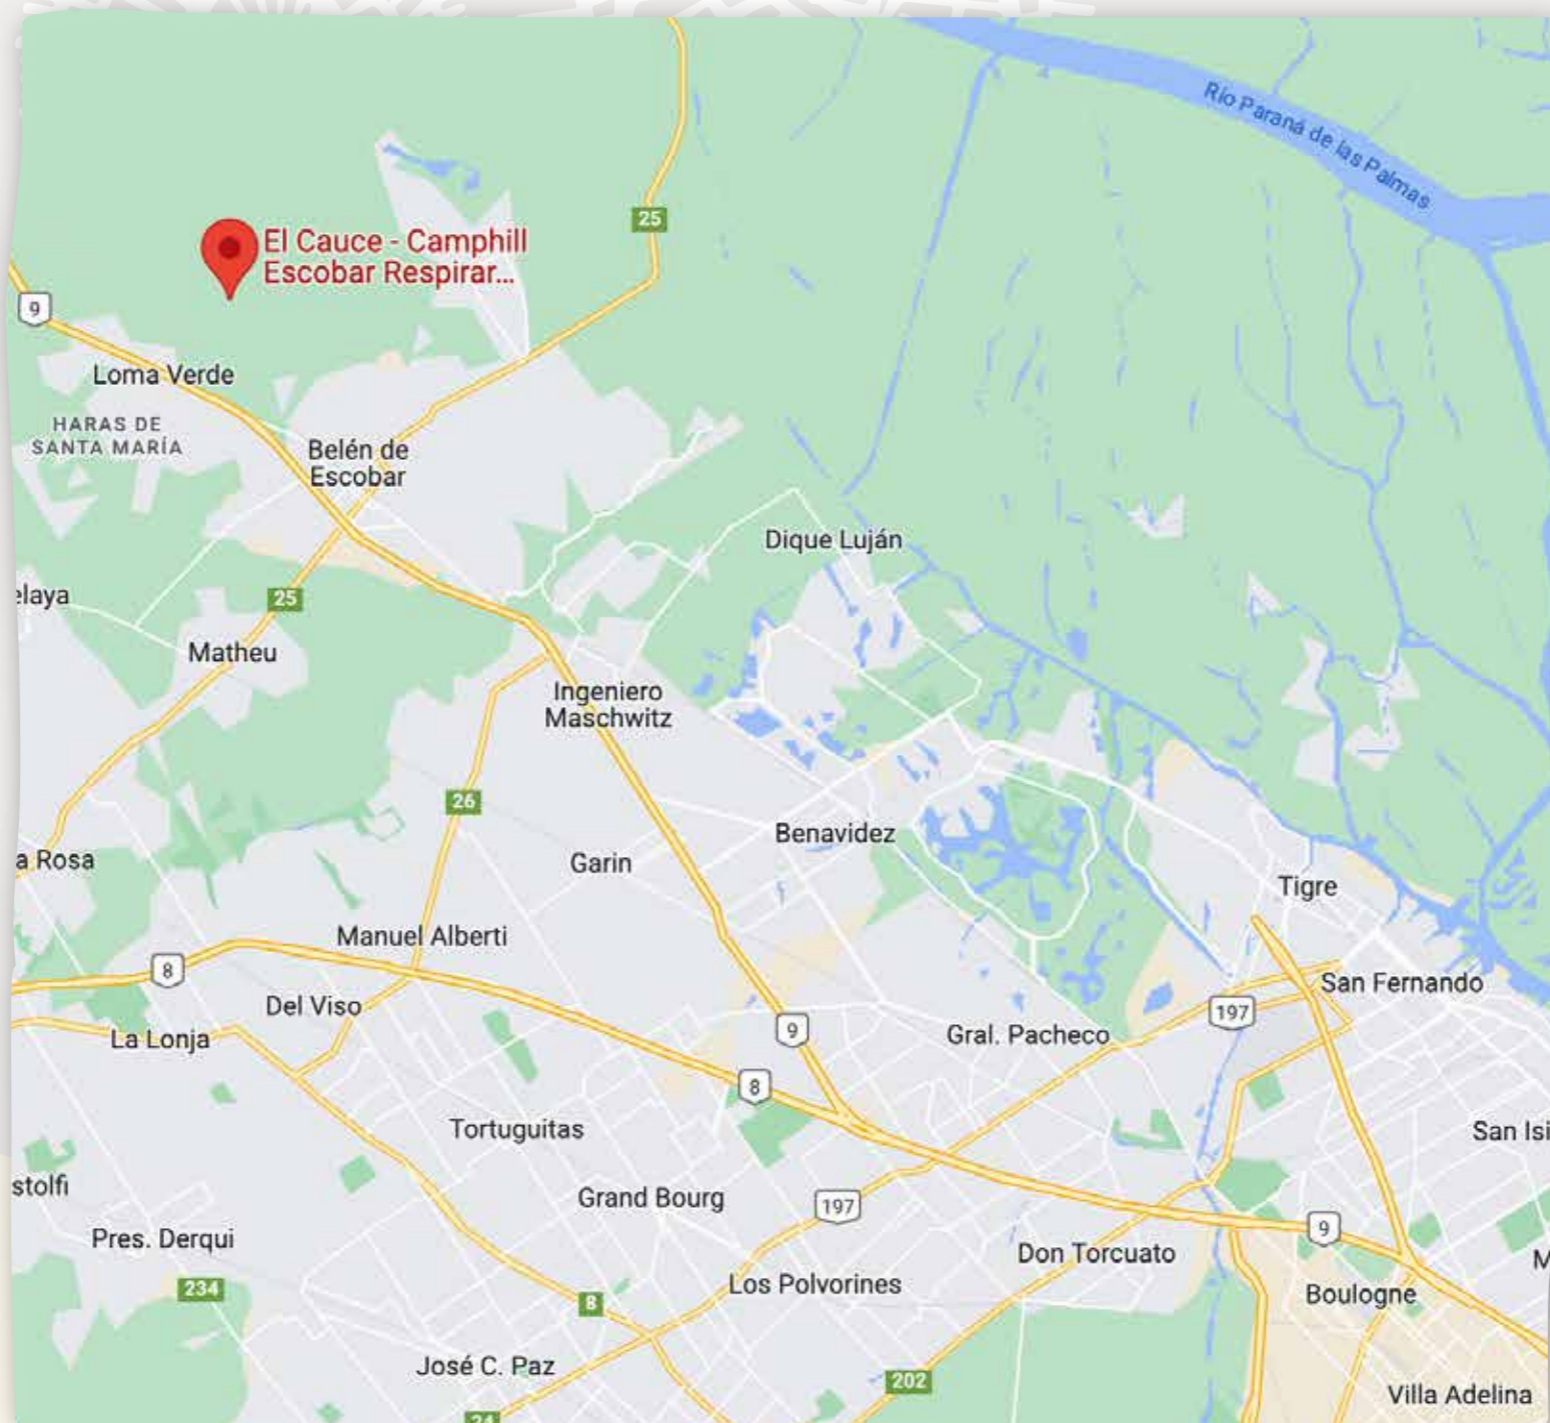 Río Paraná de las Palmas
25
El Cauce - Camphill
Escobar Respirar...
9
Loma Verde
HARAS DE
SANTA MARÍA
Belén de
Escobar
Dique Luján
elaya
25
Matheu
Ingeniero
Maschwitz
26
Benavidez
a Rosa
Garin
Tigre
Manuel Alberti
8
San Fernando
Del Viso
197
La Lonja
9
Gral. Pacheco
8
Tortuguitas
San Isi
stolfi
Grand Bourg
197
Pres. Derqui
9
Don Torcuato
M
234
Los Polvorines
Boulogne
8
José C. Paz
202
Villa Adelina
24